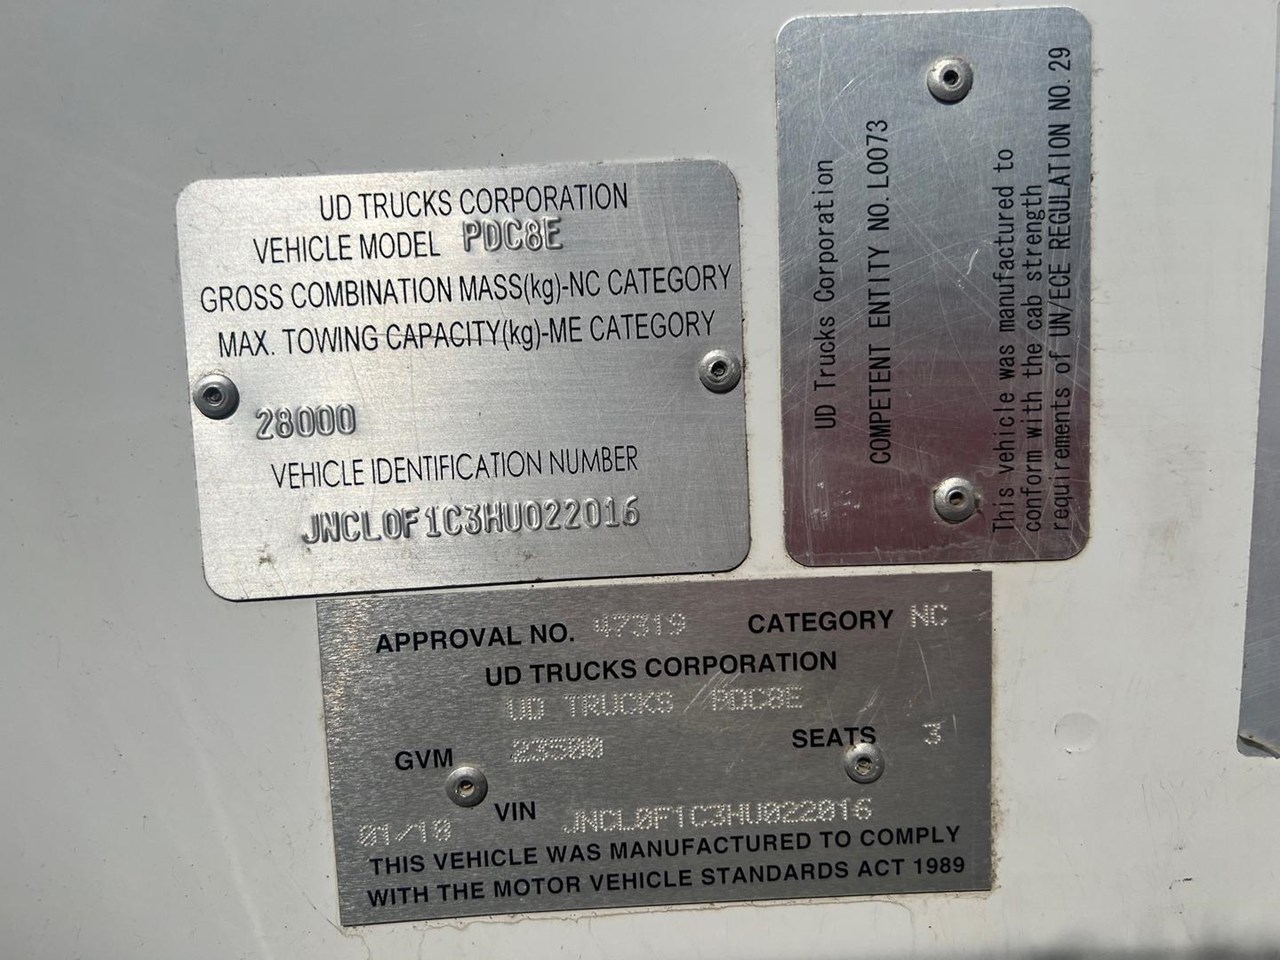 UD TRUCKS CORPORATION
VEHICLE MODEL PDC8E
GROSS COMBINATION MASS(kg)-NC CATEGORY
MAX. TOWING CAPACITY(kg)-ME CATEGORY
28000
VEHICLE IDENTIFICATION NUMBER
JNCL0F1C3HU022016
UD Trucks Corporation
COMPETENT ENTITY NO.L0073
This vehicle was manufactured to
conform with the cab strength
requirements of UN/ECE REGULATION NO. 29
APPROVAL NO. 47319 CATEGORY NC
UD TRUCKS CORPORATION
UD TRUCKS / PDC8E
GVM 23500 SEATS 3
VIN JNCL0F1C3HU022016
01/10
THIS VEHICLE WAS MANUFACTURED TO COMPLY
WITH THE MOTOR VEHICLE STANDARDS ACT 1989